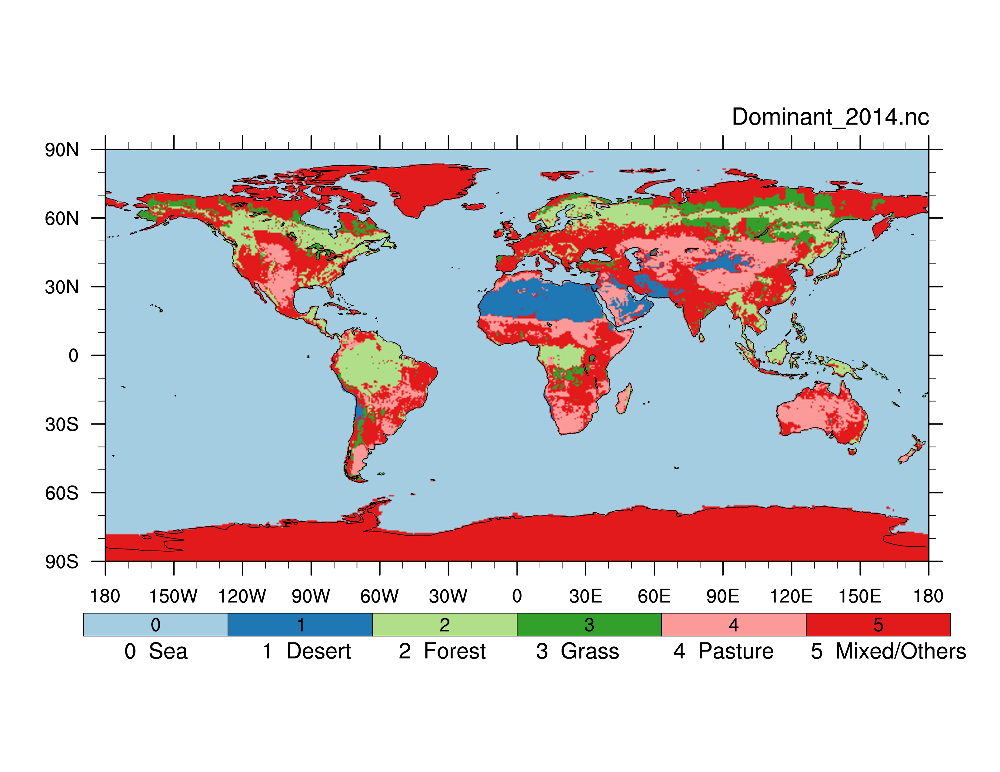 Dominant_2014.nc
90N
60N
30N
0
30S
60S
90S
180 150W 120W 90W 60W 30W 0 30E 60E 90E 120E 150E 180
0 1 2 3 4 5
0 Sea 1 Desert 2 Forest 3 Grass 4 Pasture 5 Mixed/Others